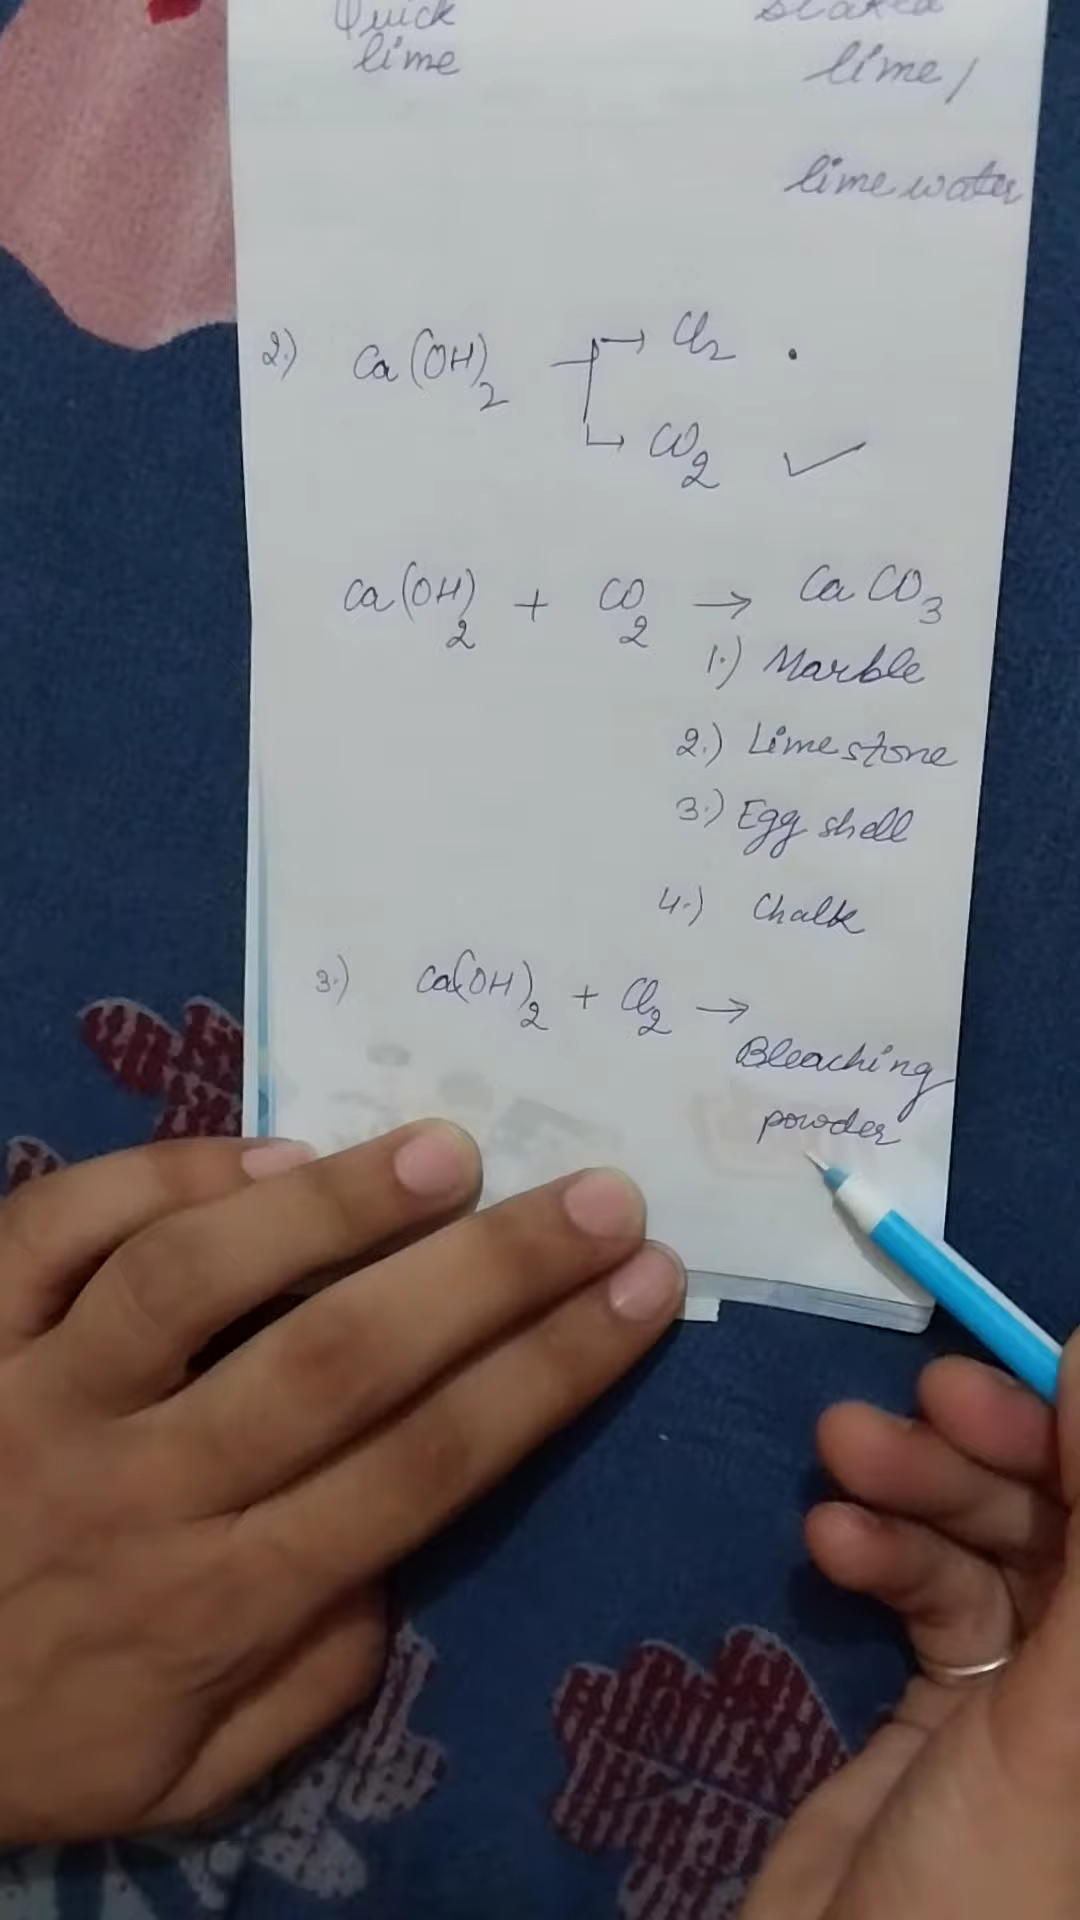 Quick slaked
lime lime/
lime water
2.) Ca(OH)2 → Cl2 .
→ CO2 ✓
Ca(OH)2 + CO2 → CaCO3
1.) Marble
2.) Limestone
3.) Egg shell
4.) Chalk
3.) Ca(OH)2 + Cl2 →
Bleaching
powder